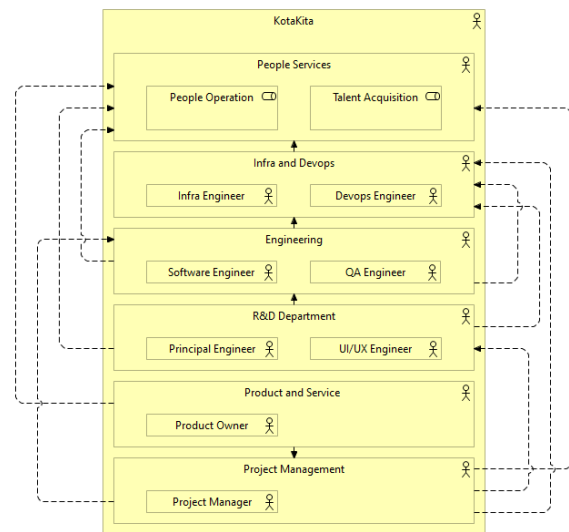 KotaKita
People Services
People Operation
Talent Acquisition
Infra and Devops
Infra Engineer
Devops Engineer
Engineering
Software Engineer
QA Engineer
R&D Department
Principal Engineer
UI/UX Engineer
Product and Service
Product Owner
Project Management
Project Manager